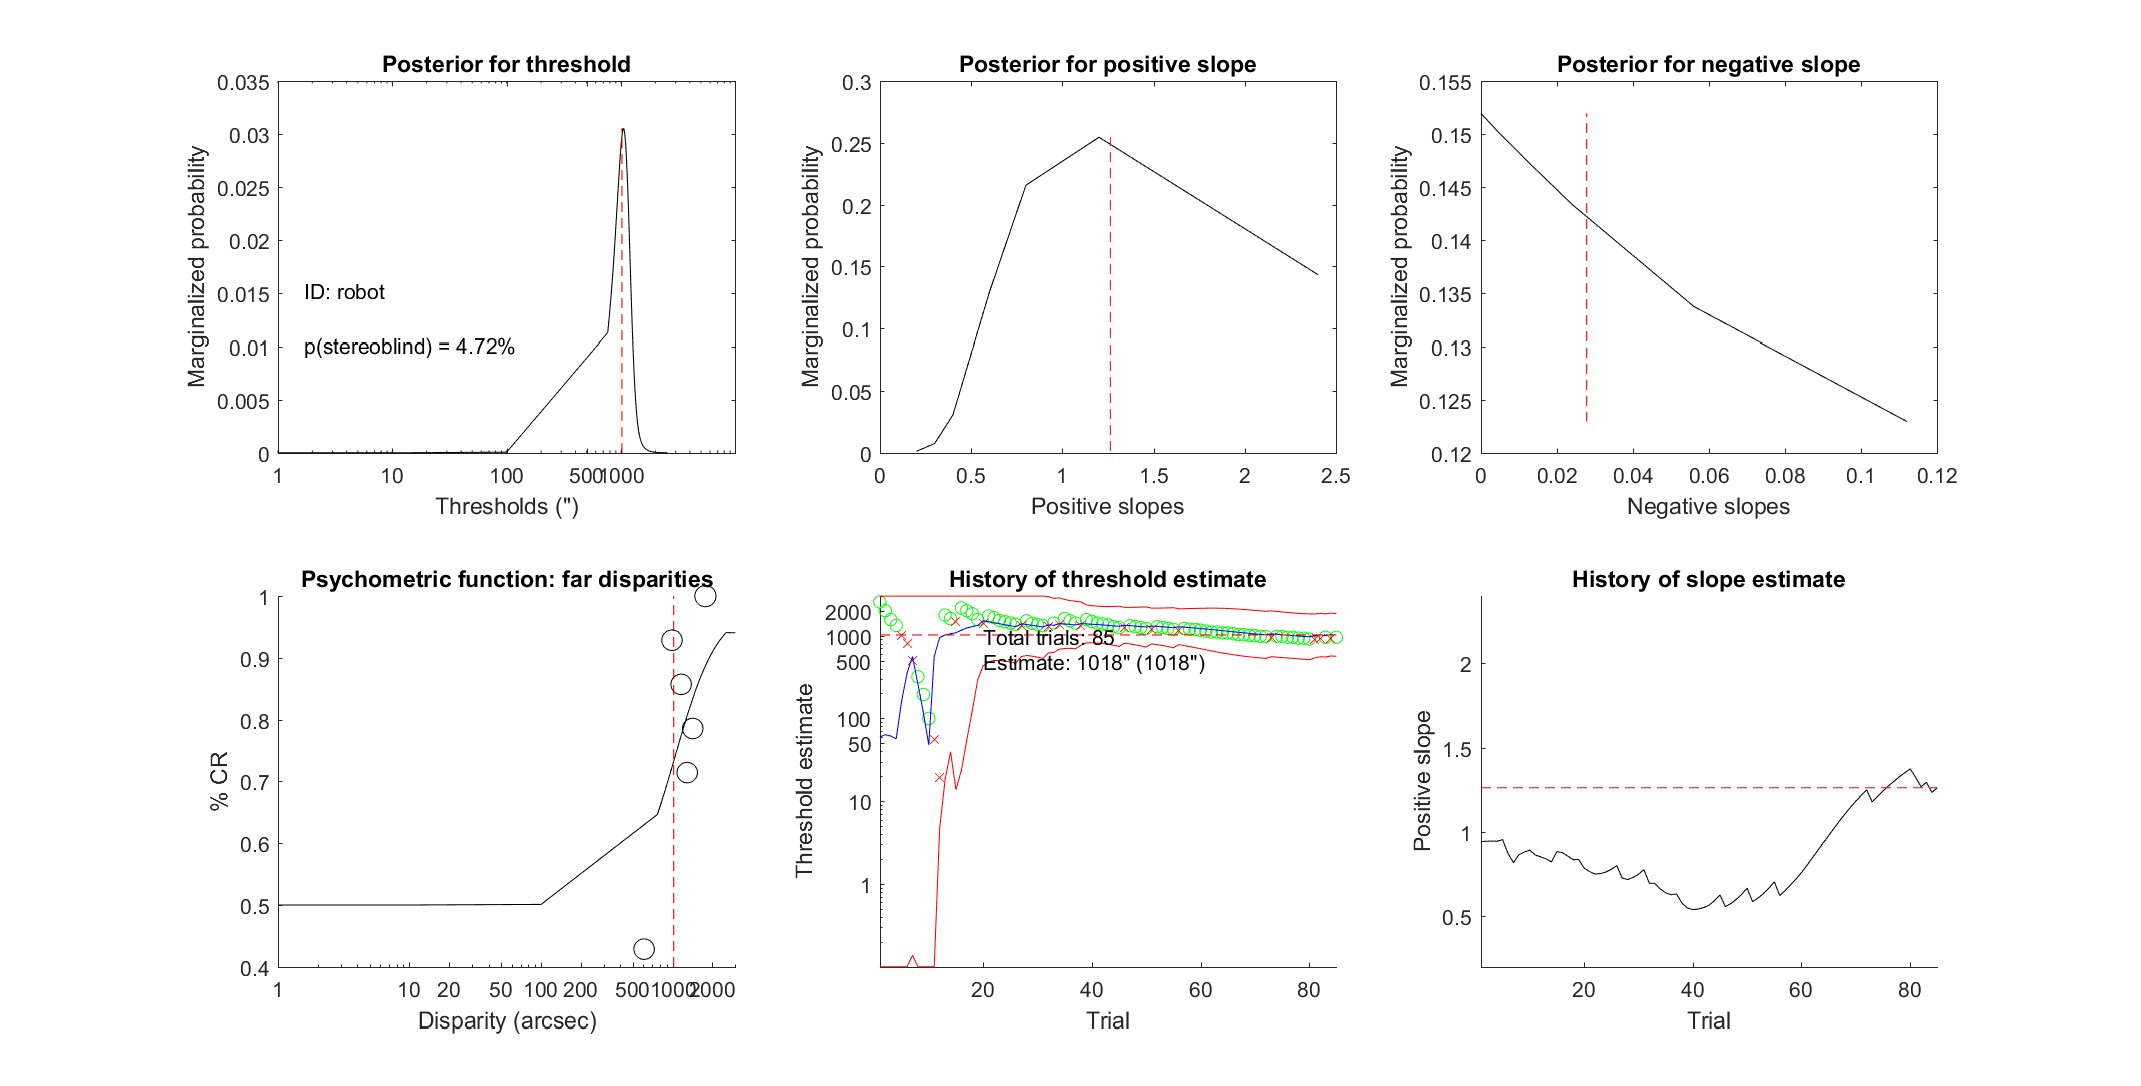 Posterior for threshold
0.035
0.03
0.025
0.02
0.015
0.01
0.005
0
Marginalized probability
ID: robot
p(stereoblind) = 4.72%
1 10 100 500 1000
Thresholds (")
Posterior for positive slope
0.3
0.25
0.2
0.15
0.1
0.05
0
Marginalized probability
0 0.5 1 1.5 2 2.5
Positive slopes
Posterior for negative slope
0.155
0.15
0.145
0.14
0.135
0.13
0.125
0.12
Marginalized probability
0 0.02 0.04 0.06 0.08 0.1 0.12
Negative slopes
Psychometric function: far disparities
1
0.9
0.8
0.7
0.6
0.5
0.4
% CR
1 10 20 50 100 200 500 1000 2000
Disparity (arcsec)
History of threshold estimate
2000
1000
500
100
50
10
1
Threshold estimate
Total trials: 85
Estimate: 1018" (1018")
20 40 60 80
Trial
History of slope estimate
2
1.5
1
0.5
Positive slope
20 40 60 80
Trial